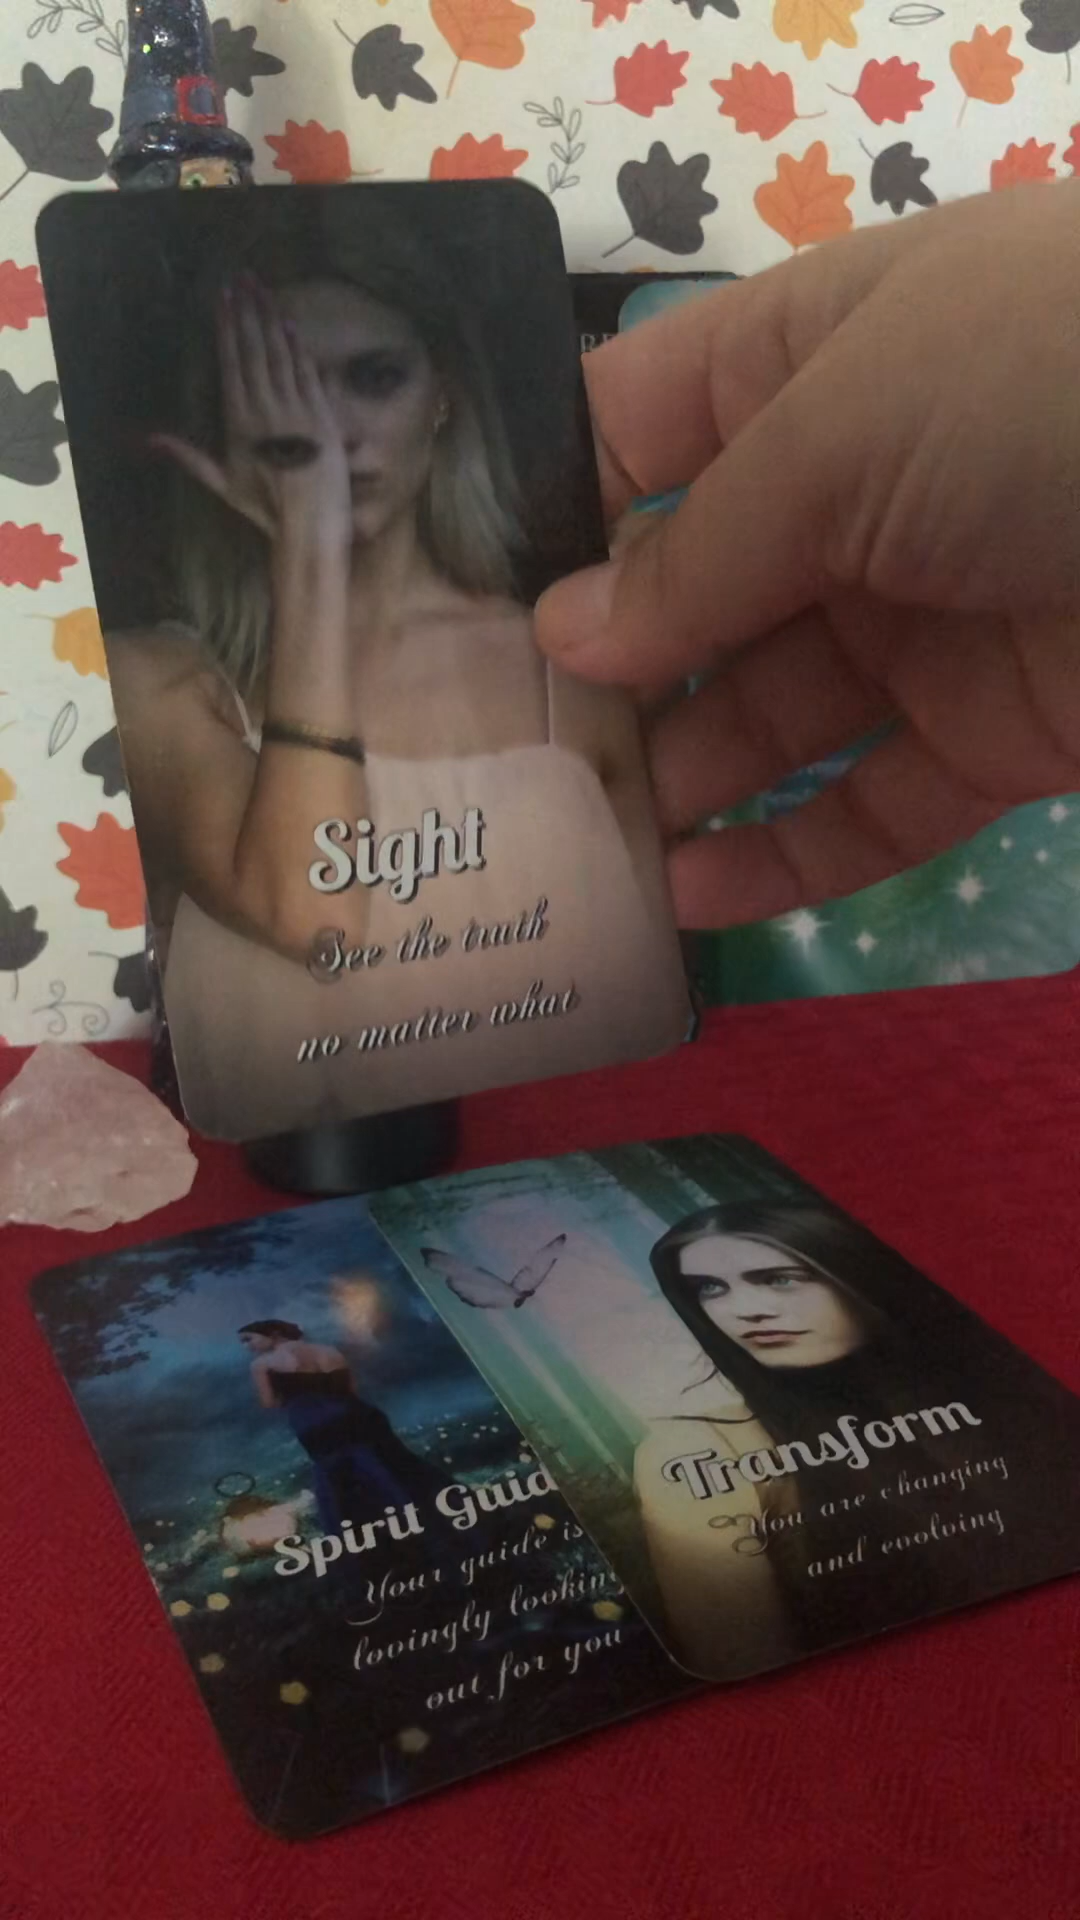 Sight
See the truth
no matter what
Spirit Guid
Your guide is
lovingly looking
out for you
Transform
You are changing
and evolving